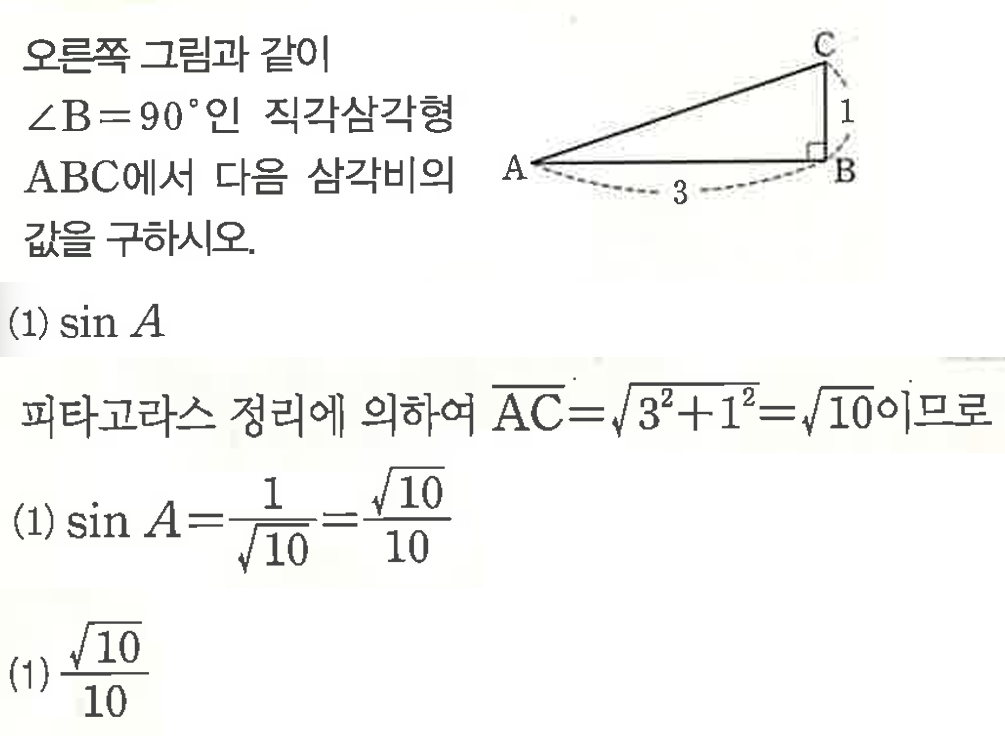 오른쪽 그림과 같이
∠B=90°인 직각삼각형
ABC에서 다음 삼각비의
값을 구하시오.
C
1
A
B
3
(1) sin A
피타고라스 정리에 의하여 \overline{AC}=√(3²+1²)=√10이므로
(1) sin A=1/√10=√10/10
(1) √10/10